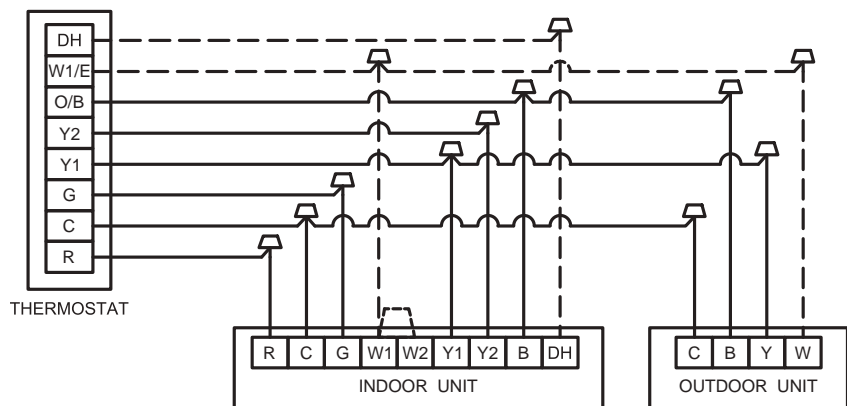 DH
W1/E
O/B
Y2
Y1
G
C
R
THERMOSTAT
R C G W1 W2 Y1 Y2 B DH
INDOOR UNIT
C B Y W
OUTDOOR UNIT